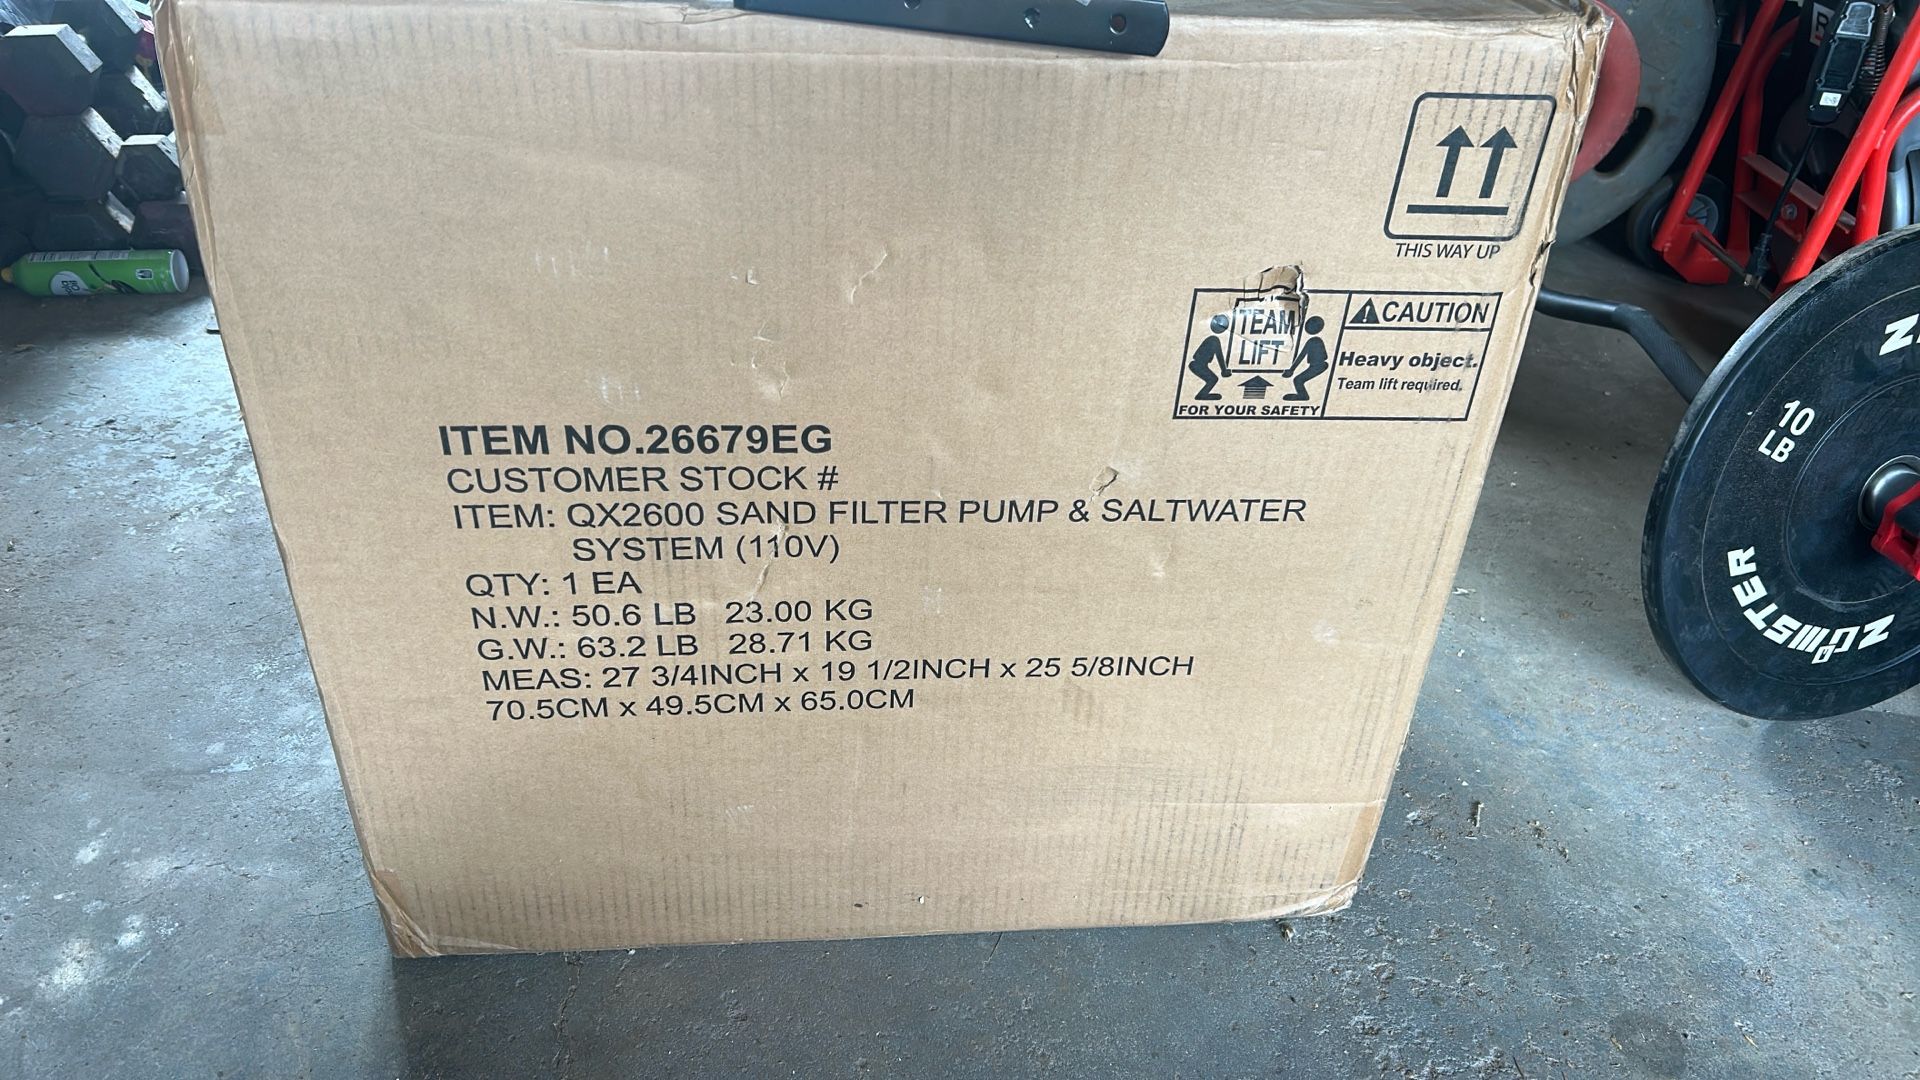 THIS WAY UP
TEAM
LIFT
FOR YOUR SAFETY
CAUTION
Heavy object.
Team lift required.
ITEM NO.26679EG
CUSTOMER STOCK #
ITEM: QX2600 SAND FILTER PUMP & SALTWATER
SYSTEM (110V)
QTY: 1 EA
N.W.: 50.6 LB 23.00 KG
G.W.: 63.2 LB 28.71 KG
MEAS: 27 3/4INCH x 19 1/2INCH x 25 5/8INCH
70.5CM x 49.5CM x 65.0CM
10
LB